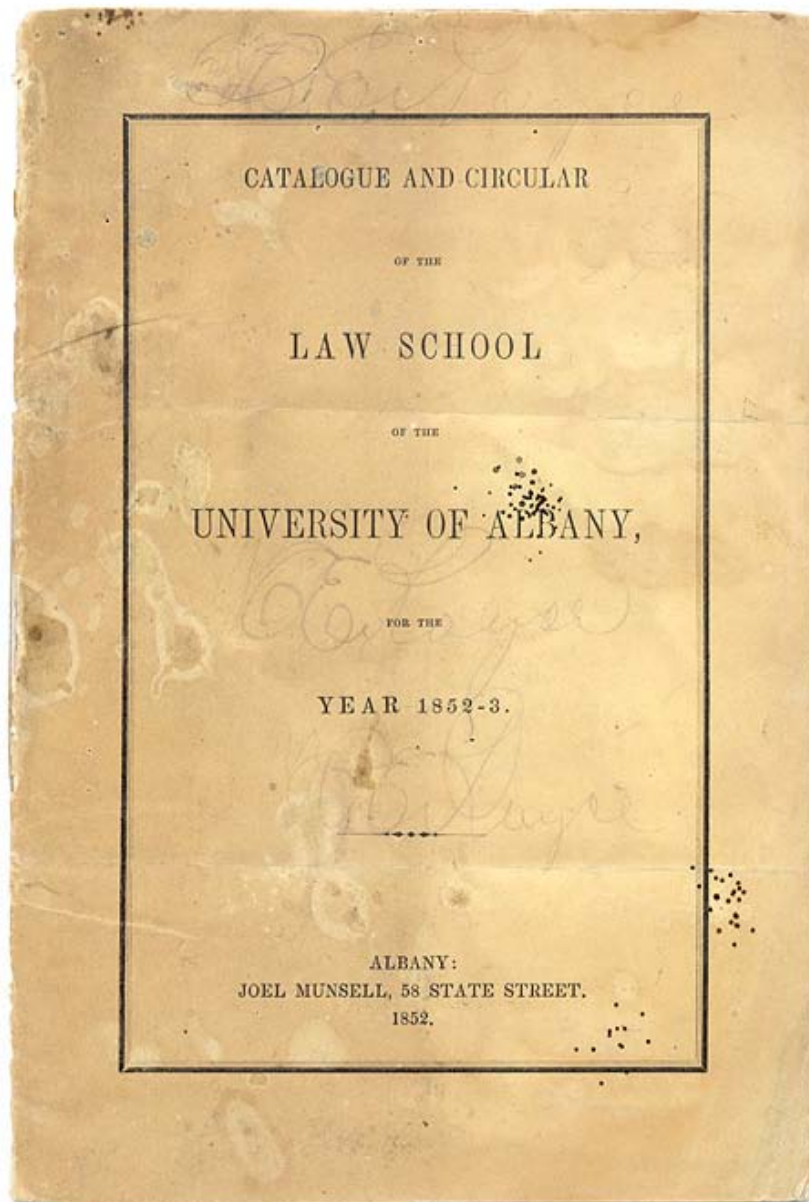 CATALOGUE AND CIRCULAR
OF THE
LAW SCHOOL
OF THE
UNIVERSITY OF ALBANY,
FOR THE
YEAR 1852-3.
ALBANY:
JOEL MUNSELL, 58 STATE STREET.
1852.